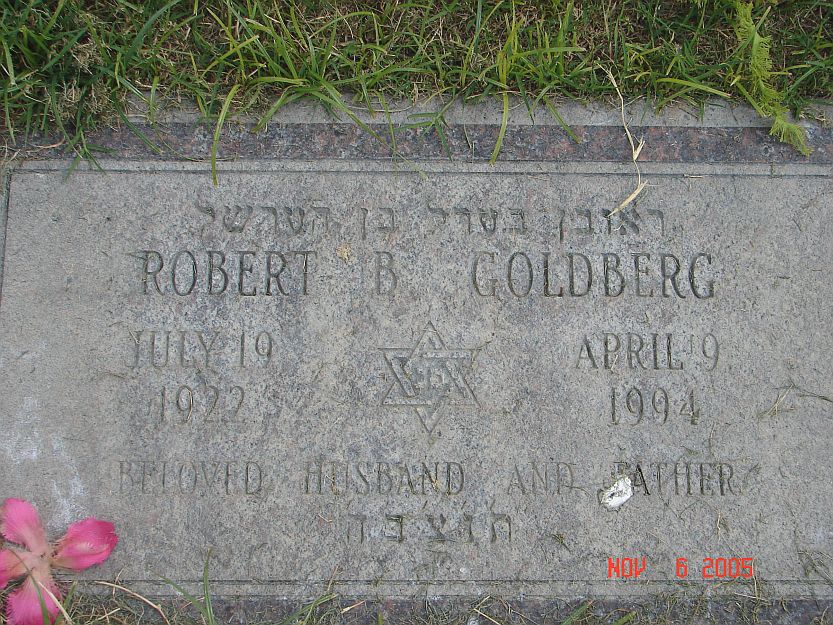 ראובן בערל בן הערשל
ROBERT B GOLDBERG
JULY 19
1922
APRIL 9
1994
BELOVED HUSBAND AND FATHER
תנצבה
NOV 6 2005